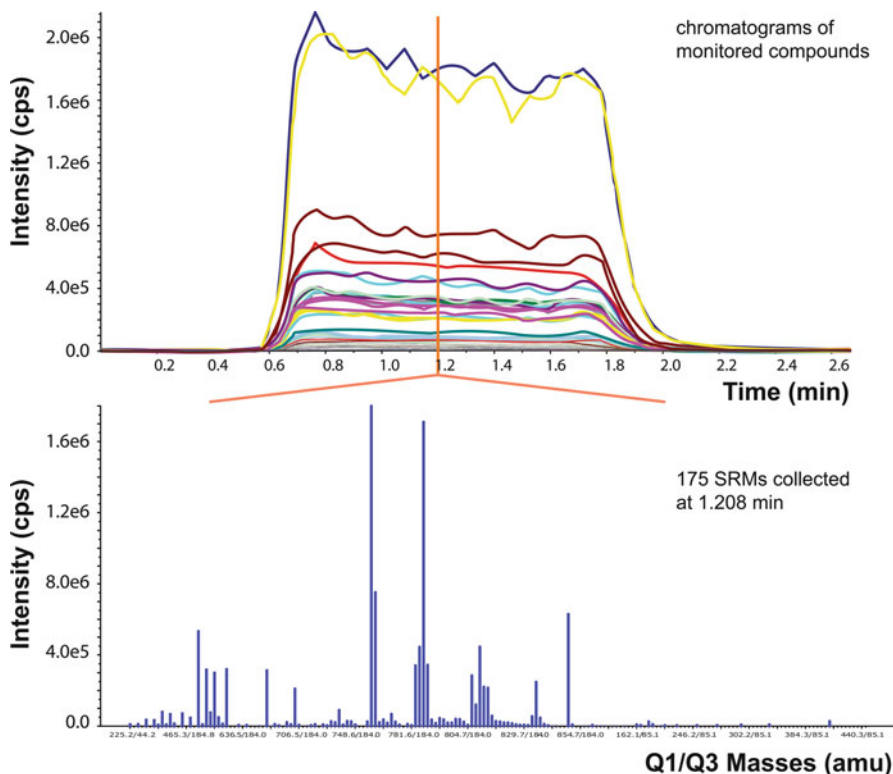 chromatograms of
monitored compounds
Intensity (cps)
2.0e6
1.6e6
1.2e6
8.0e6
4.0e5
0.0
0.2 0.4 0.6 0.8 1.0 1.2 1.4 1.6 1.8 2.0 2.2 2.4 2.6
Time (min)
175 SRMs collected
at 1.208 min
Intensity (cps)
1.6e6
1.2e6
8.0e6
4.0e5
0.0
225.2/44.2 465.3/184.8 636.5/184.0 706.5/184.0 748.6/184.0 781.6/184.0 804.7/184.0 829.7/184.0 854.7/184.0 162.1/85.1 246.2/85.1 302.2/85.1 384.3/85.1 440.3/85.1
Q1/Q3 Masses (amu)